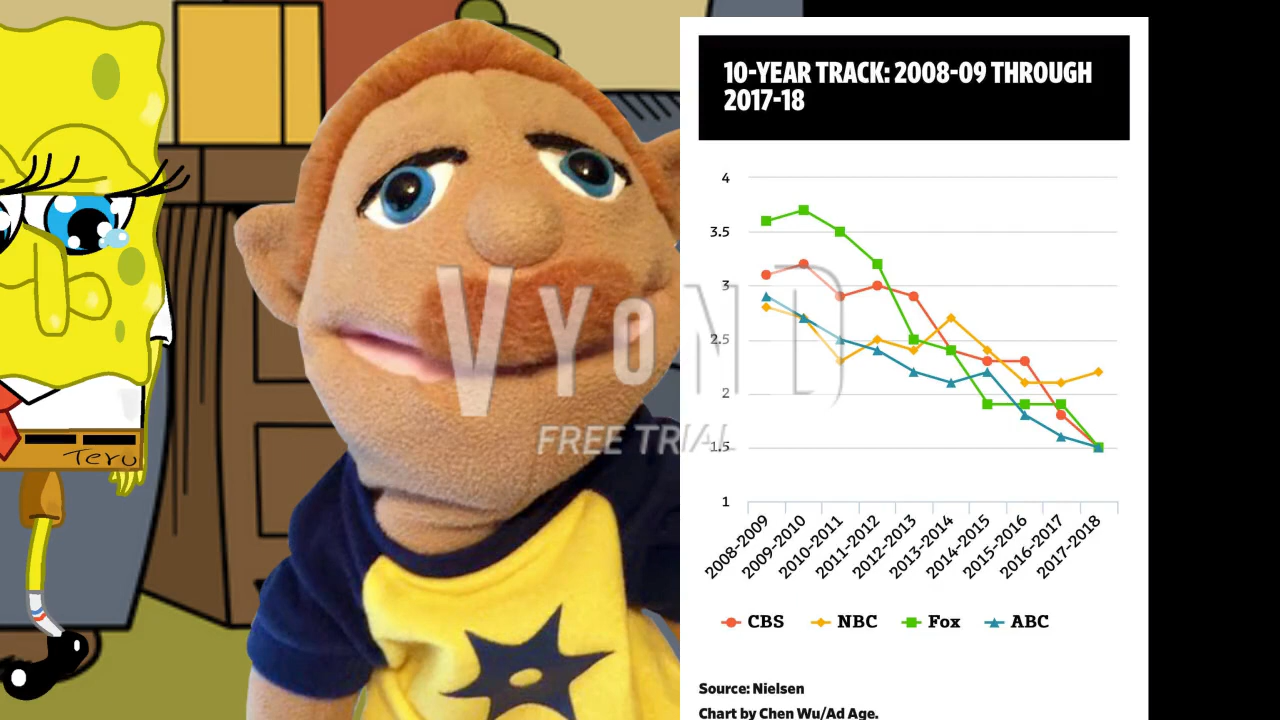 10-YEAR TRACK: 2008-09 THROUGH
2017-18
4
3.5
3
2.5
2
1.5
1
2008-2009
2009-2010
2010-2011
2011-2012
2012-2013
2013-2014
2014-2015
2015-2016
2016-2017
2017-2018
CBS
NBC
Fox
ABC
Source: Nielsen
Chart by Chen Wu/Ad Age.
VYOND
FREE TRIAL
Teru